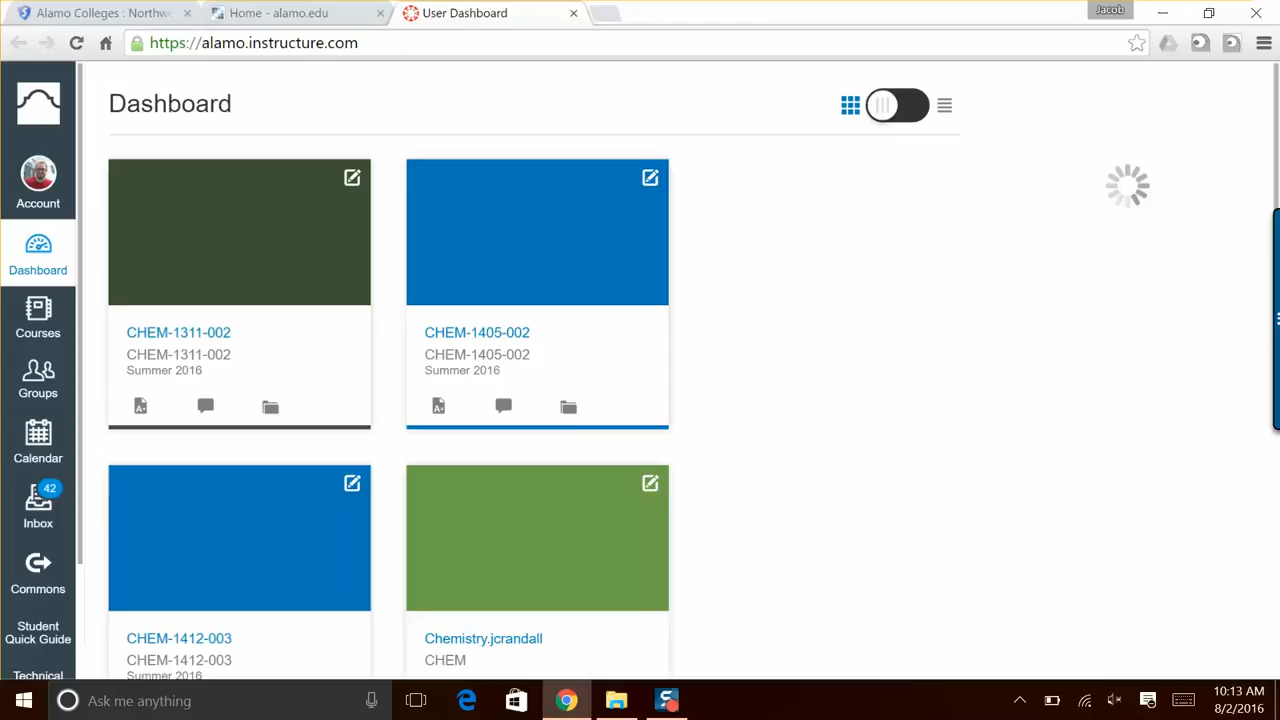 Alamo Colleges : Northwe
Home - alamo.edu
User Dashboard
Jacob
https://alamo.instructure.com
Dashboard
Account
Dashboard
Courses
Groups
Calendar
42
Inbox
Commons
Student
Quick Guide
Technical
CHEM-1311-002
CHEM-1311-002
Summer 2016
CHEM-1405-002
CHEM-1405-002
Summer 2016
CHEM-1412-003
CHEM-1412-003
Summer 2016
Chemistry.jcrandall
CHEM
Ask me anything
10:13 AM
8/2/2016